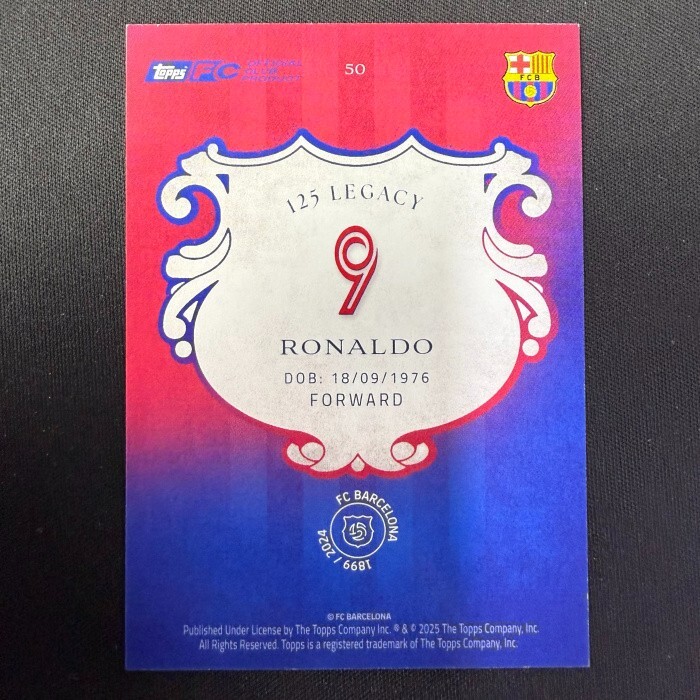 topps FC
50
FCB
125 LEGACY
9
RONALDO
DOB: 18/09/1976
FORWARD
FC BARCELONA
1899 / 2024
© FC BARCELONA
Published Under License by The Topps Company Inc. ® & © 2025 The Topps Company, Inc.
All Rights Reserved. Topps is a registered trademark of The Topps Company, Inc.